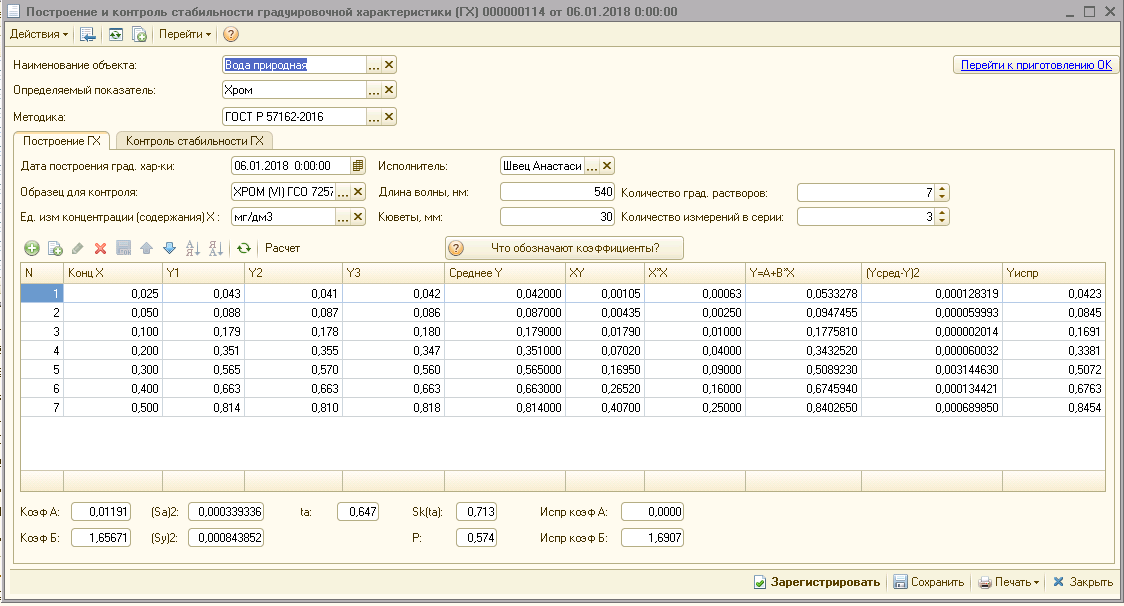 Построение и контроль стабильности градуировочной характеристики (ГХ) 000000114 от 06.01.2018 0:00:00
Действия Перейти ?
Наименование объекта: Вода природная ... Перейти к приготовлению ОК
Определяемый показатель: Хром ...
Методика: ГОСТ Р 57162-2016 ...
Построение ГХ Контроль стабильности ГХ
Дата построения град. хар-ки: 06.01.2018 0:00:00 Исполнитель: Швец Анастаси ...
Образец для контроля: ХРОМ (VI) ГСО 7257 ... Длина волны, нм: 540 Количество град. растворов: 7
Ед. изм концентрации (содержания) X : мг/дм3 ... Кюветы, мм: 30 Количество измерений в серии: 3
Расчет ? Что обозначают коэффициенты?
N Конц X Y1 Y2 Y3 Среднее Y XY X*X Y=A+B*X (Yсред-Y)2 Yиспр
1 0,025 0,043 0,041 0,042 0,042000 0,00105 0,00063 0,0533278 0,000128319 0,0423
2 0,050 0,088 0,087 0,086 0,087000 0,00435 0,00250 0,0947455 0,000059993 0,0845
3 0,100 0,179 0,178 0,180 0,179000 0,01790 0,01000 0,1775810 0,000002014 0,1691
4 0,200 0,351 0,355 0,347 0,351000 0,07020 0,04000 0,3432520 0,000060032 0,3381
5 0,300 0,565 0,570 0,560 0,565000 0,16950 0,09000 0,5089230 0,003144630 0,5072
6 0,400 0,663 0,663 0,663 0,663000 0,26520 0,16000 0,6745940 0,000134421 0,6763
7 0,500 0,814 0,810 0,818 0,814000 0,40700 0,25000 0,8402650 0,000689850 0,8454
Коэф А: 0,01191 (Sa)2: 0,000339336 ta: 0,647 Sk(ta): 0,713 Испр коэф А: 0,0000
Коэф Б: 1,65671 (Sy)2: 0,000843852 P: 0,574 Испр коэф Б: 1,6907
Зарегистрировать Сохранить Печать Закрыть